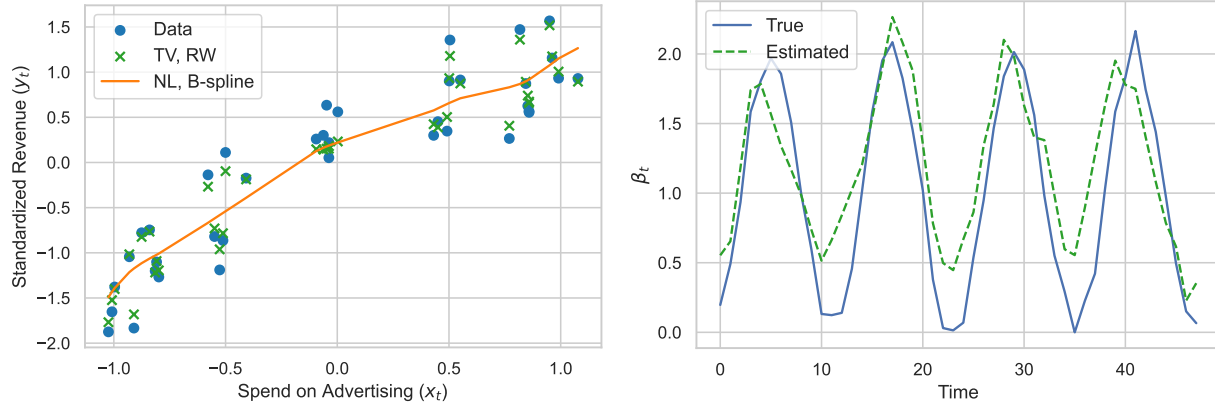 Data
TV, RW
NL, B-spline
1.5
1.0
0.5
0.0
−0.5
−1.0
−1.5
−2.0
Standardized Revenue (y_t)
−1.0
−0.5
0.0
0.5
1.0
Spend on Advertising (x_t)
True
Estimated
2.0
1.5
1.0
0.5
0.0
β_t
0
10
20
30
40
Time